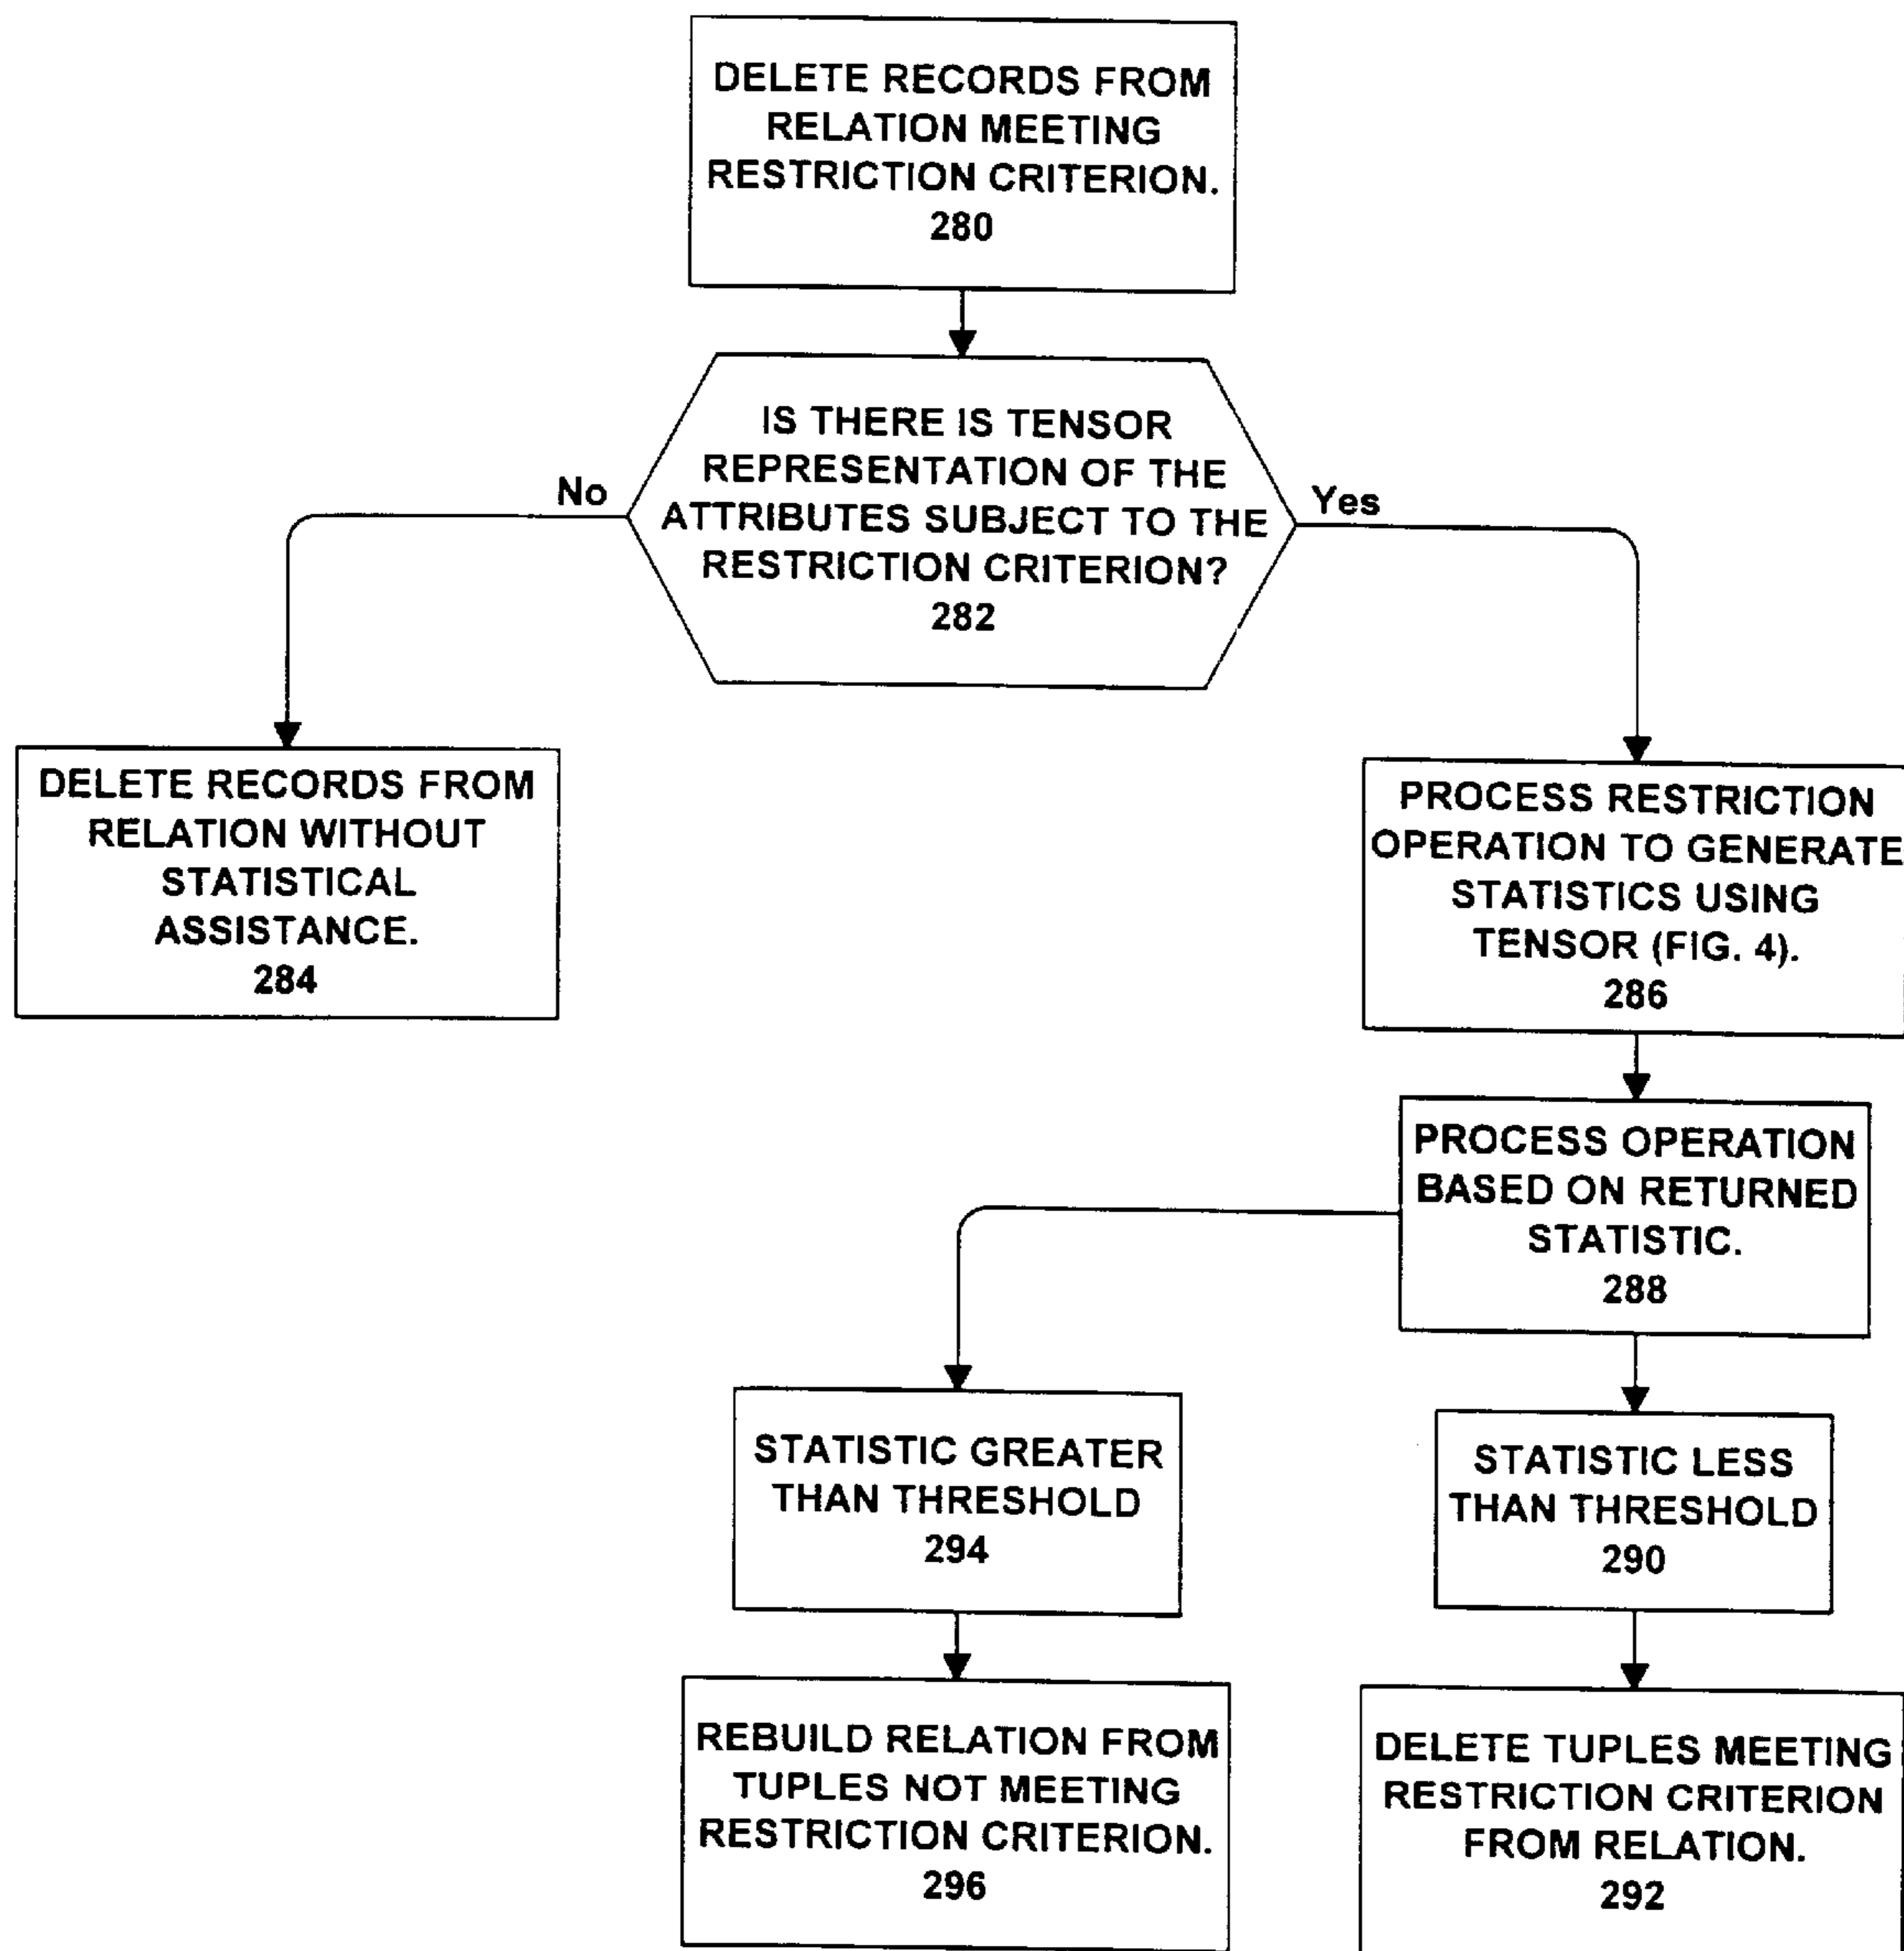 DELETE RECORDS FROM
RELATION MEETING
RESTRICTION CRITERION.
280
IS THERE IS TENSOR
REPRESENTATION OF THE
ATTRIBUTES SUBJECT TO THE
RESTRICTION CRITERION?
282
No
Yes
DELETE RECORDS FROM
RELATION WITHOUT
STATISTICAL
ASSISTANCE.
284
PROCESS RESTRICTION
OPERATION TO GENERATE
STATISTICS USING
TENSOR (FIG. 4).
286
PROCESS OPERATION
BASED ON RETURNED
STATISTIC.
288
STATISTIC GREATER
THAN THRESHOLD
294
STATISTIC LESS
THAN THRESHOLD
290
REBUILD RELATION FROM
TUPLES NOT MEETING
RESTRICTION CRITERION.
296
DELETE TUPLES MEETING
RESTRICTION CRITERION
FROM RELATION.
292